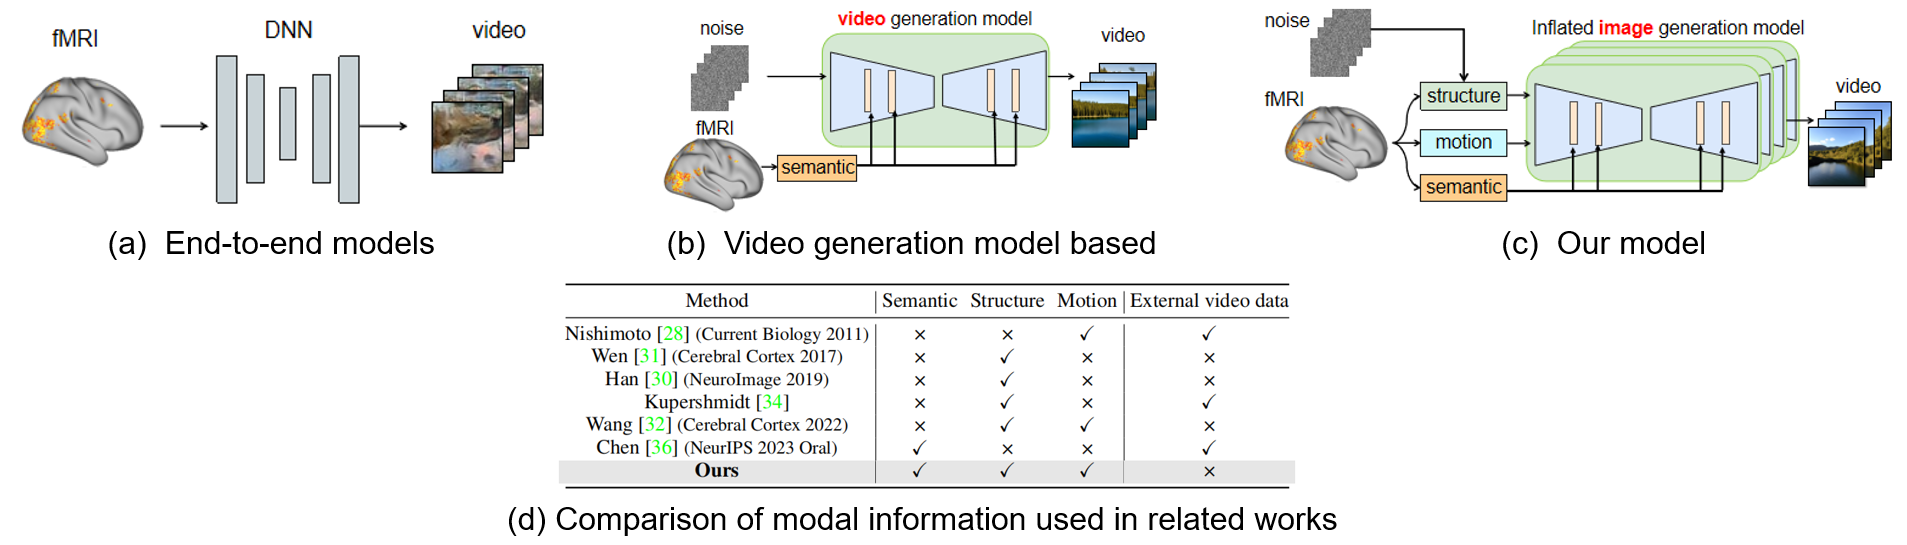 fMRI
DNN
video
(a) End-to-end models
video generation model
noise
fMRI
semantic
video
(b) Video generation model based
noise
Inflated image generation model
fMRI
structure
motion
semantic
video
(c) Our model
Method Semantic Structure Motion External video data
Nishimoto [28] (Current Biology 2011) × × ✓ ✓
Wen [31] (Cerebral Cortex 2017) × ✓ × ×
Han [30] (NeuroImage 2019) × ✓ × ×
Kupershmidt [34] × ✓ × ✓
Wang [32] (Cerebral Cortex 2022) × ✓ ✓ ×
Chen [36] (NeurIPS 2023 Oral) ✓ × × ✓
Ours ✓ ✓ ✓ ×
(d) Comparison of modal information used in related works